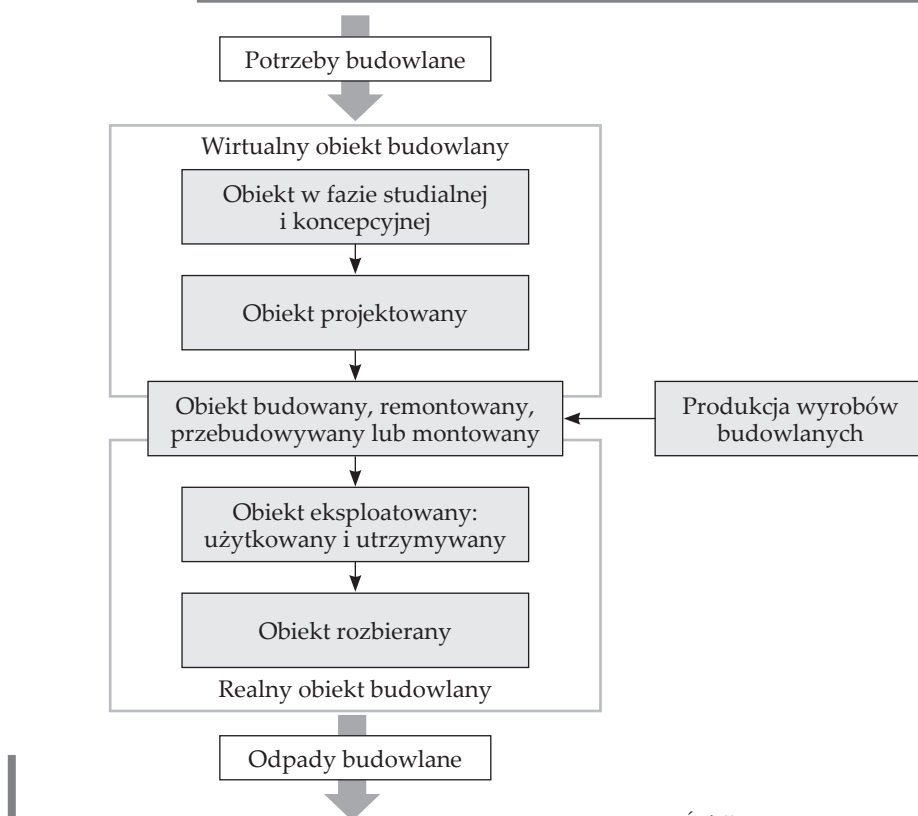 Potrzeby budowlane
Wirtualny obiekt budowlany
Obiekt w fazie studialnej
i koncepcyjnej
Obiekt projektowany
Obiekt budowany, remontowany,
przebudowywany lub montowany
Produkcja wyrobów
budowlanych
Obiekt eksploatowany:
użytkowany i utrzymywany
Obiekt rozbierany
Realny obiekt budowlany
Odpady budowlane